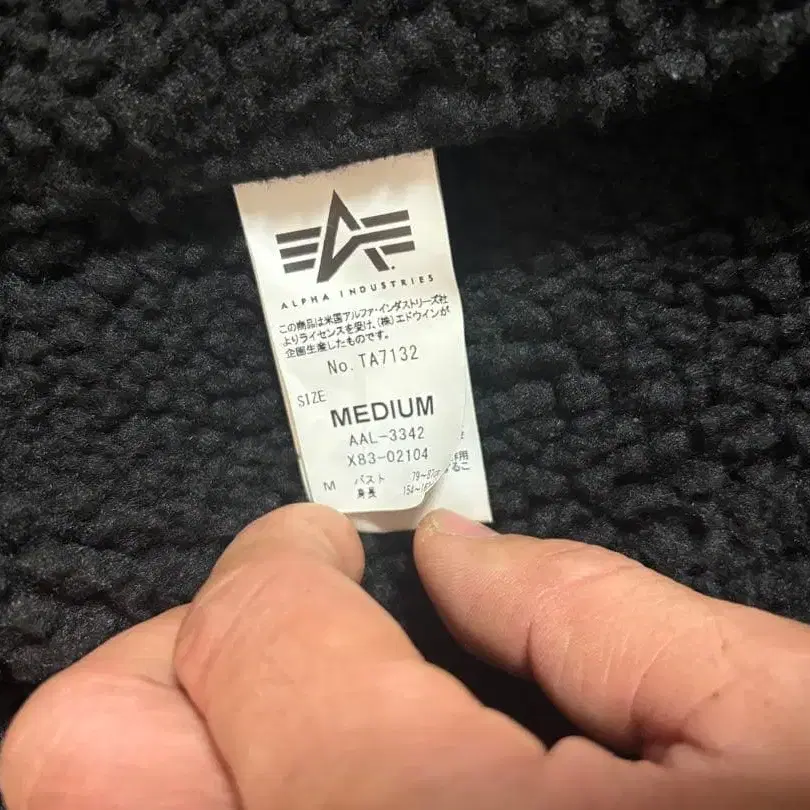 ALPHA INDUSTRIES
この商品は米国アルファ・インダストリーズ社
よりライセンスを受け、(株)エドウインが
企画生産したものです。
No. TA7132
SIZE
MEDIUM
AAL-3342
X83-02104
M バスト 79~87
身長 154~